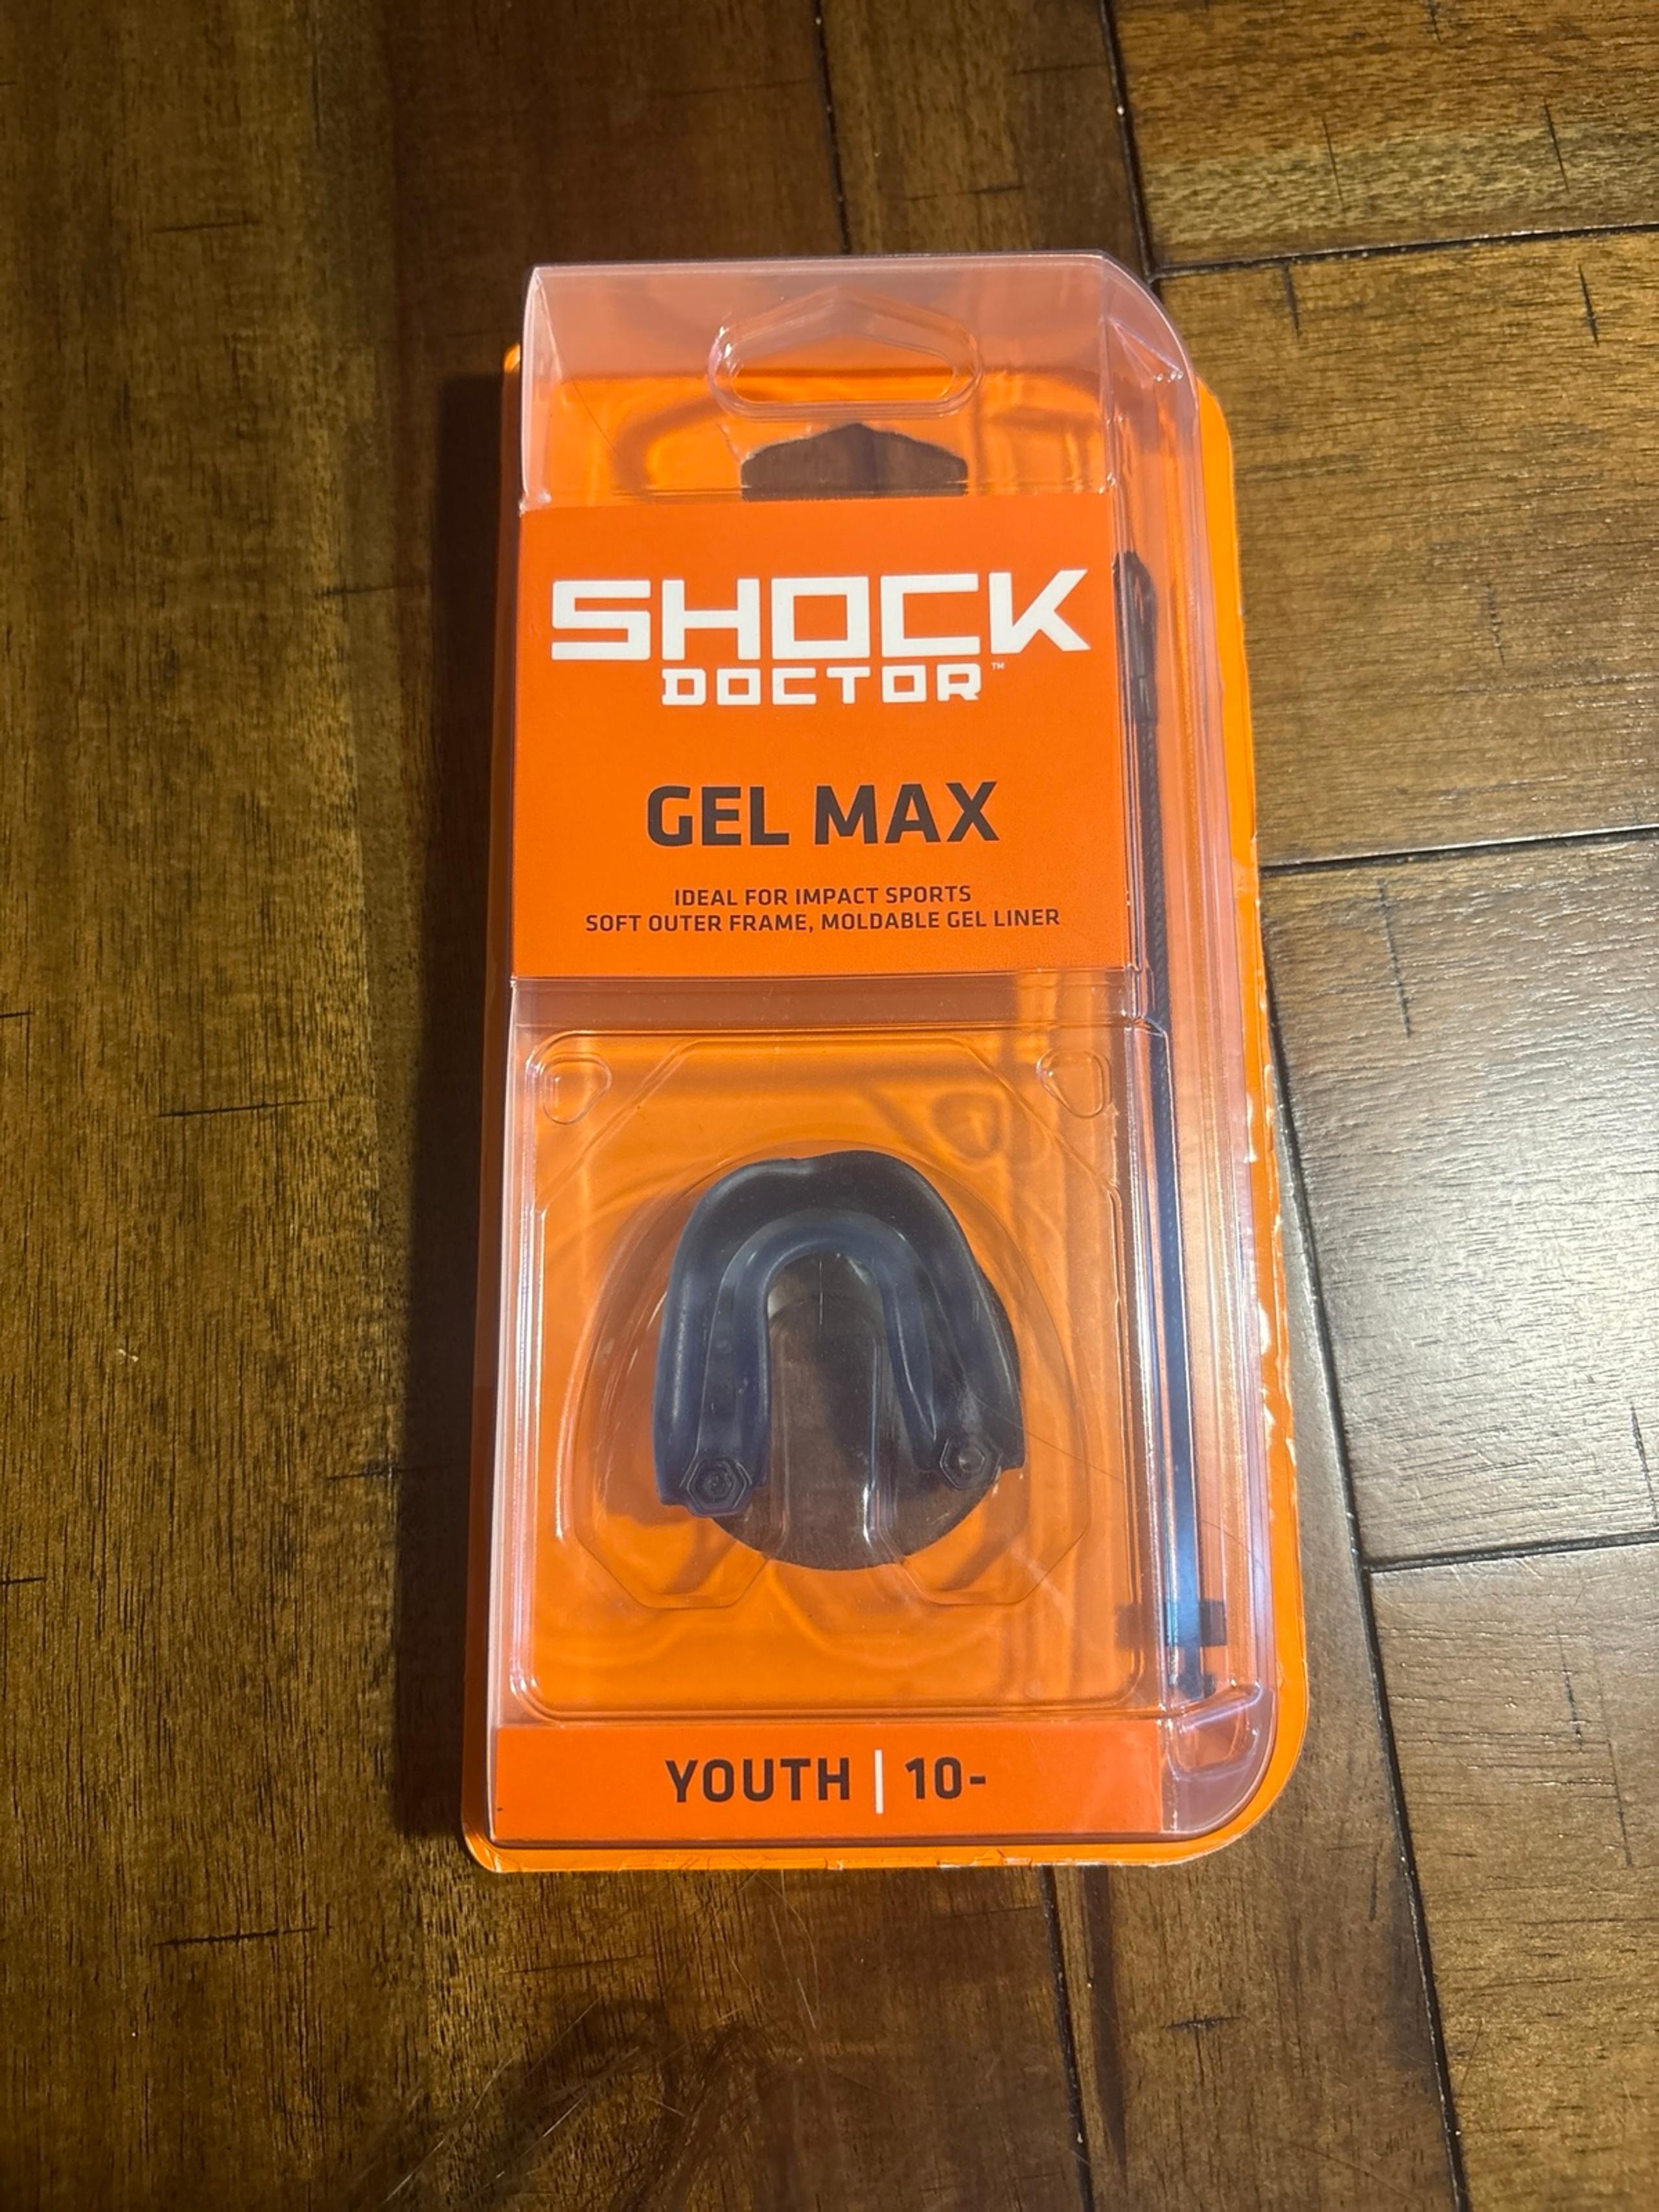 SHOCK
DOCTOR™
GEL MAX
IDEAL FOR IMPACT SPORTS
SOFT OUTER FRAME, MOLDABLE GEL LINER
YOUTH | 10-